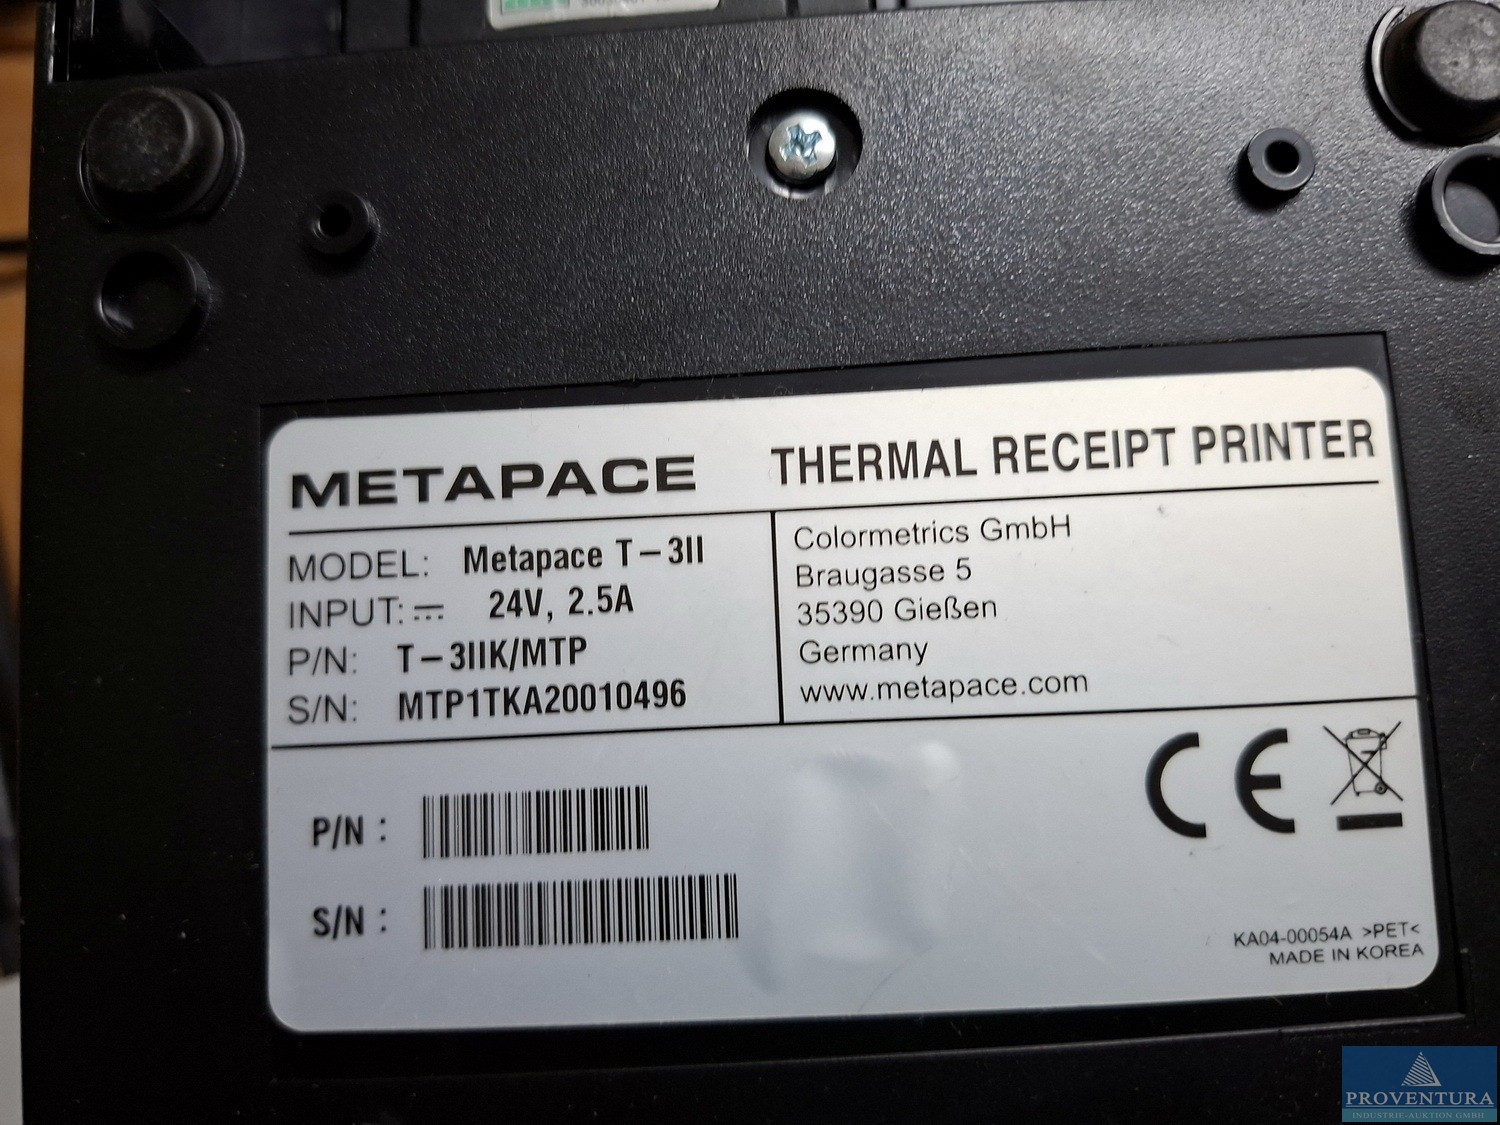 METAPACE THERMAL RECEIPT PRINTER
MODEL: Metapace T-3II
INPUT: ⎓ 24V, 2.5A
P/N: T-3IIK/MTP
S/N: MTP1TKA20010496
Colormetrics GmbH
Braugasse 5
35390 Gießen
Germany
www.metapace.com
P/N :
S/N :
CE
KA04-00054A >PET<
MADE IN KOREA
PROVENTURA
INDUSTRIE-AUKTION GMBH